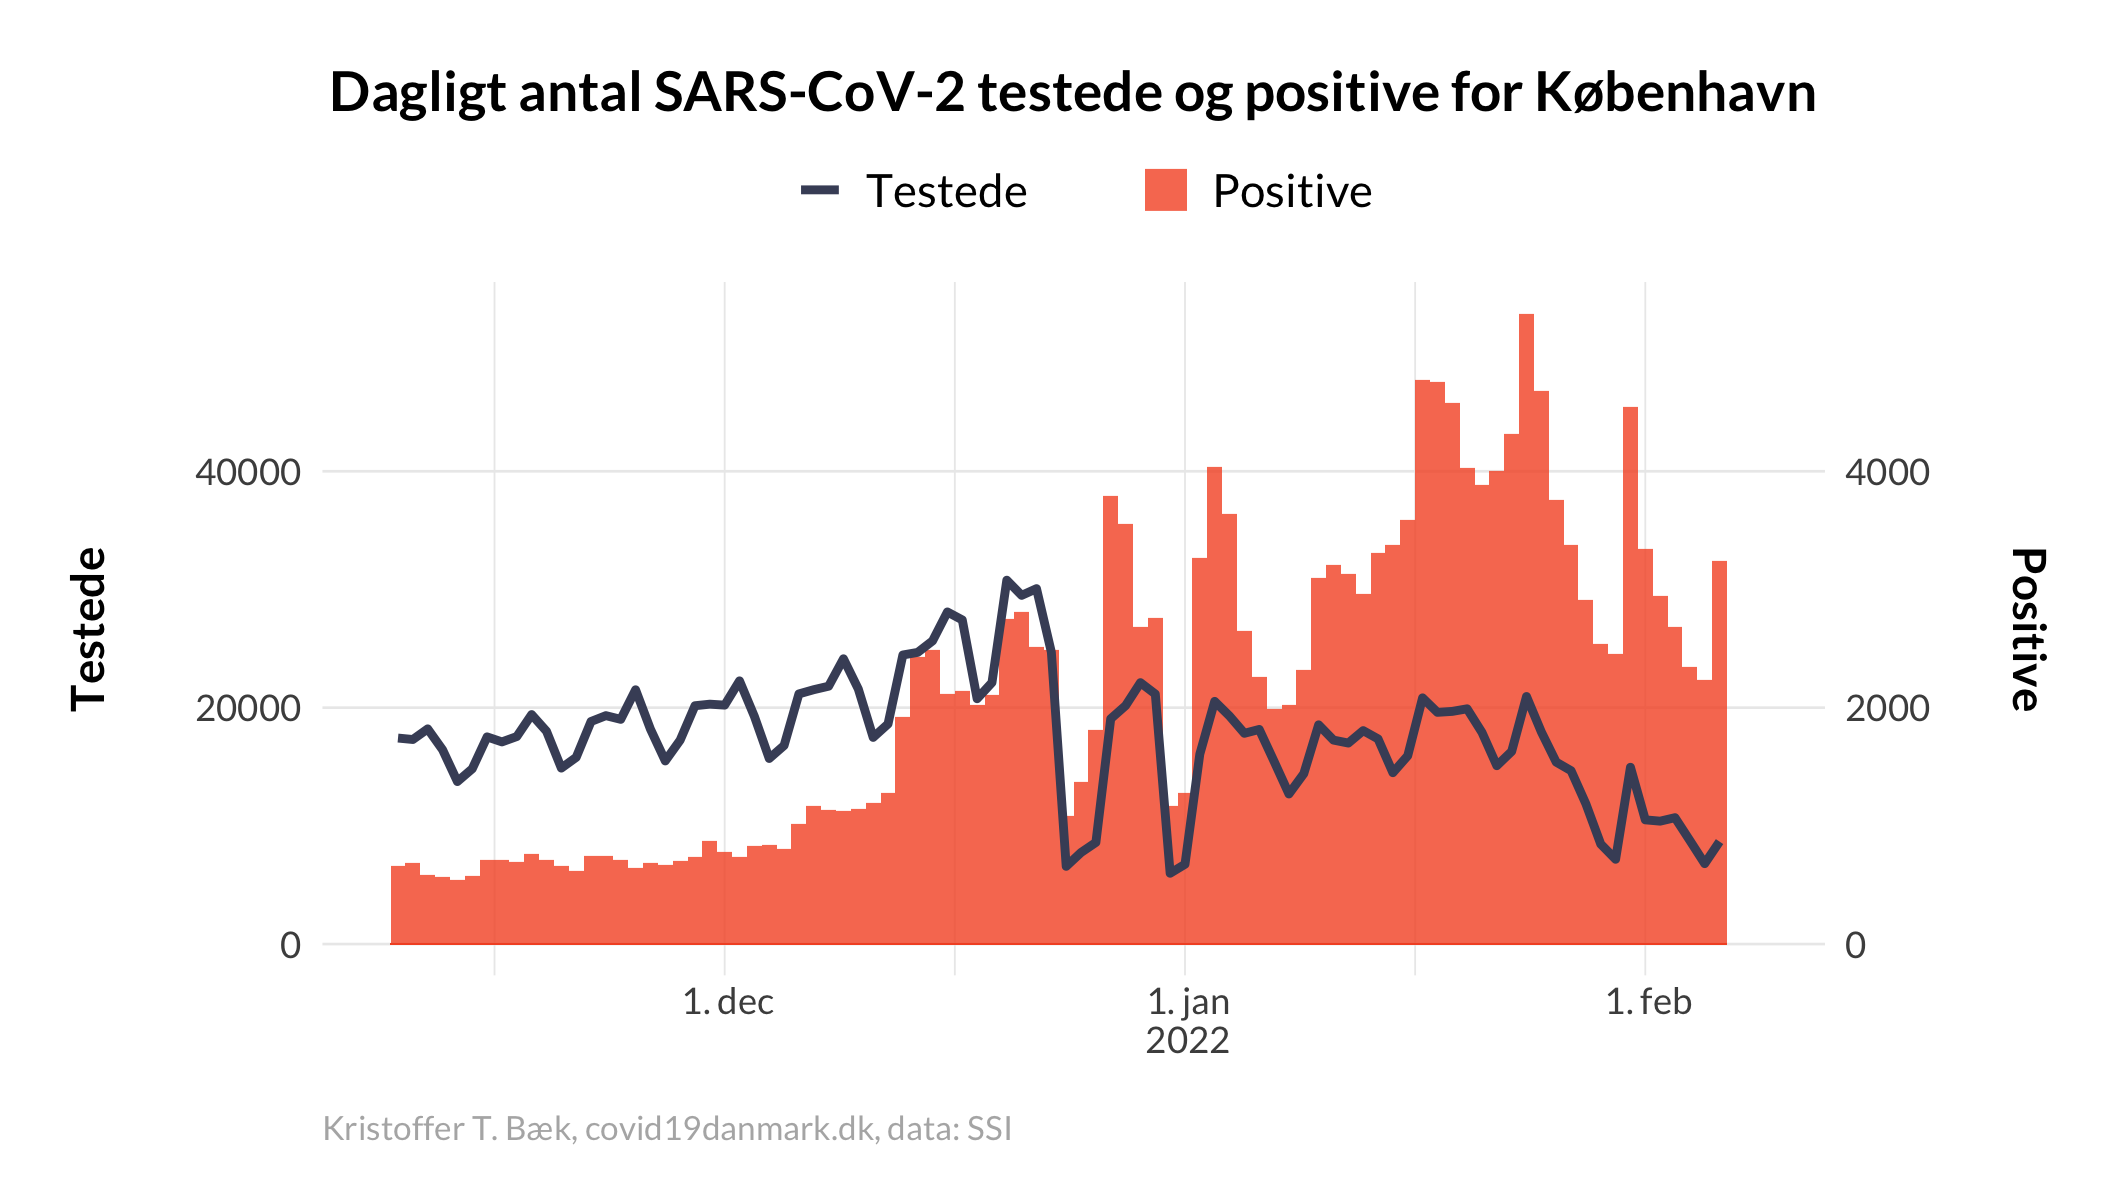 Dagligt antal SARS-CoV-2 testede og positive for København
Testede
Positive
40000
20000
0
Testede
4000
2000
0
Positive
1. dec
1. jan
2022
1. feb
Kristoffer T. Bæk, covid19danmark.dk, data: SSI